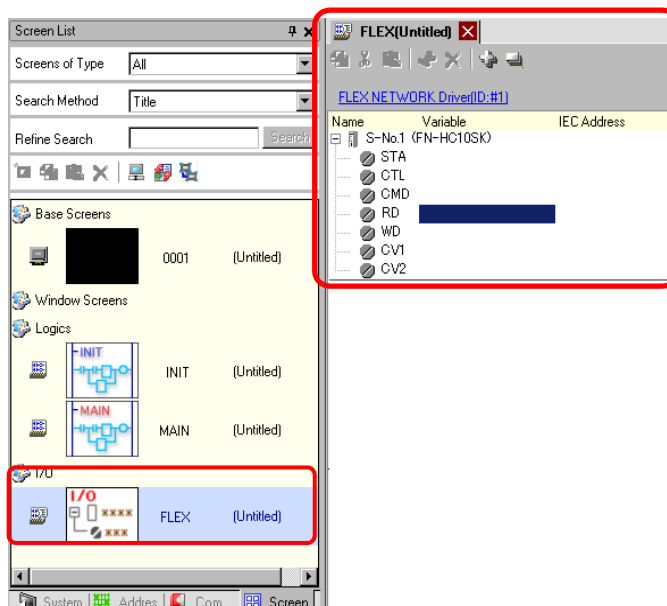 Screen List
Screens of Type All
Search Method Title
Refine Search Search
Base Screens
0001 (Untitled)
Window Screens
Logics
INIT
INIT (Untitled)
MAIN
MAIN (Untitled)
I/O
I/O
****
***
FLEX (Untitled)
System Addres Com Screen
FLEX(Untitled)
FLEX NETWORK Driver(ID:#1)
Name Variable IEC Address
S-No.1 (FN-HC10SK)
STA
CTL
CMD
RD
WD
CV1
CV2